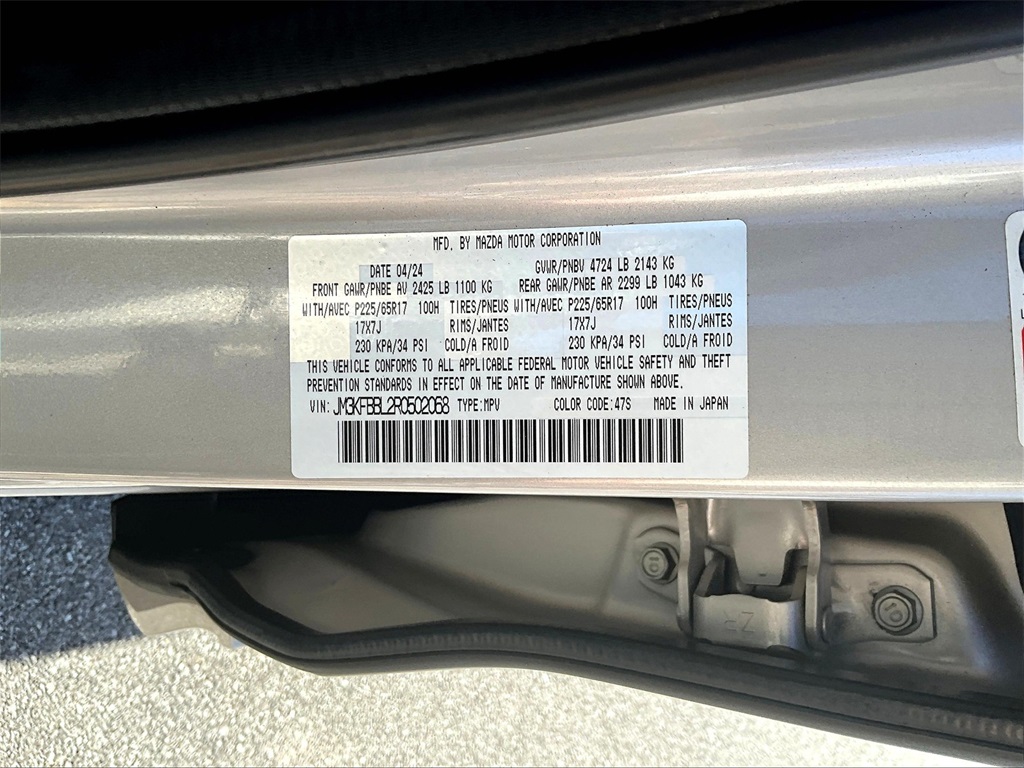 MFD. BY MAZDA MOTOR CORPORATION
DATE 04/24 GVWR/PNBV 4724 LB 2143 KG
FRONT GAWR/PNBE AV 2425 LB 1100 KG REAR GAWR/PNBE AR 2299 LB 1043 KG
WITH/AVEC P225/65R17 100H TIRES/PNEUS WITH/AVEC P225/65R17 100H TIRES/PNEUS
17X7J RIMS/JANTES 17X7J RIMS/JANTES
230 KPA/34 PSI COLD/A FROID 230 KPA/34 PSI COLD/A FROID
THIS VEHICLE CONFORMS TO ALL APPLICABLE FEDERAL MOTOR VEHICLE SAFETY AND THEFT
PREVENTION STANDARDS IN EFFECT ON THE DATE OF MANUFACTURE SHOWN ABOVE.
VIN: JM3KFBBL2R0502068 TYPE:MPV COLOR CODE:47S MADE IN JAPAN